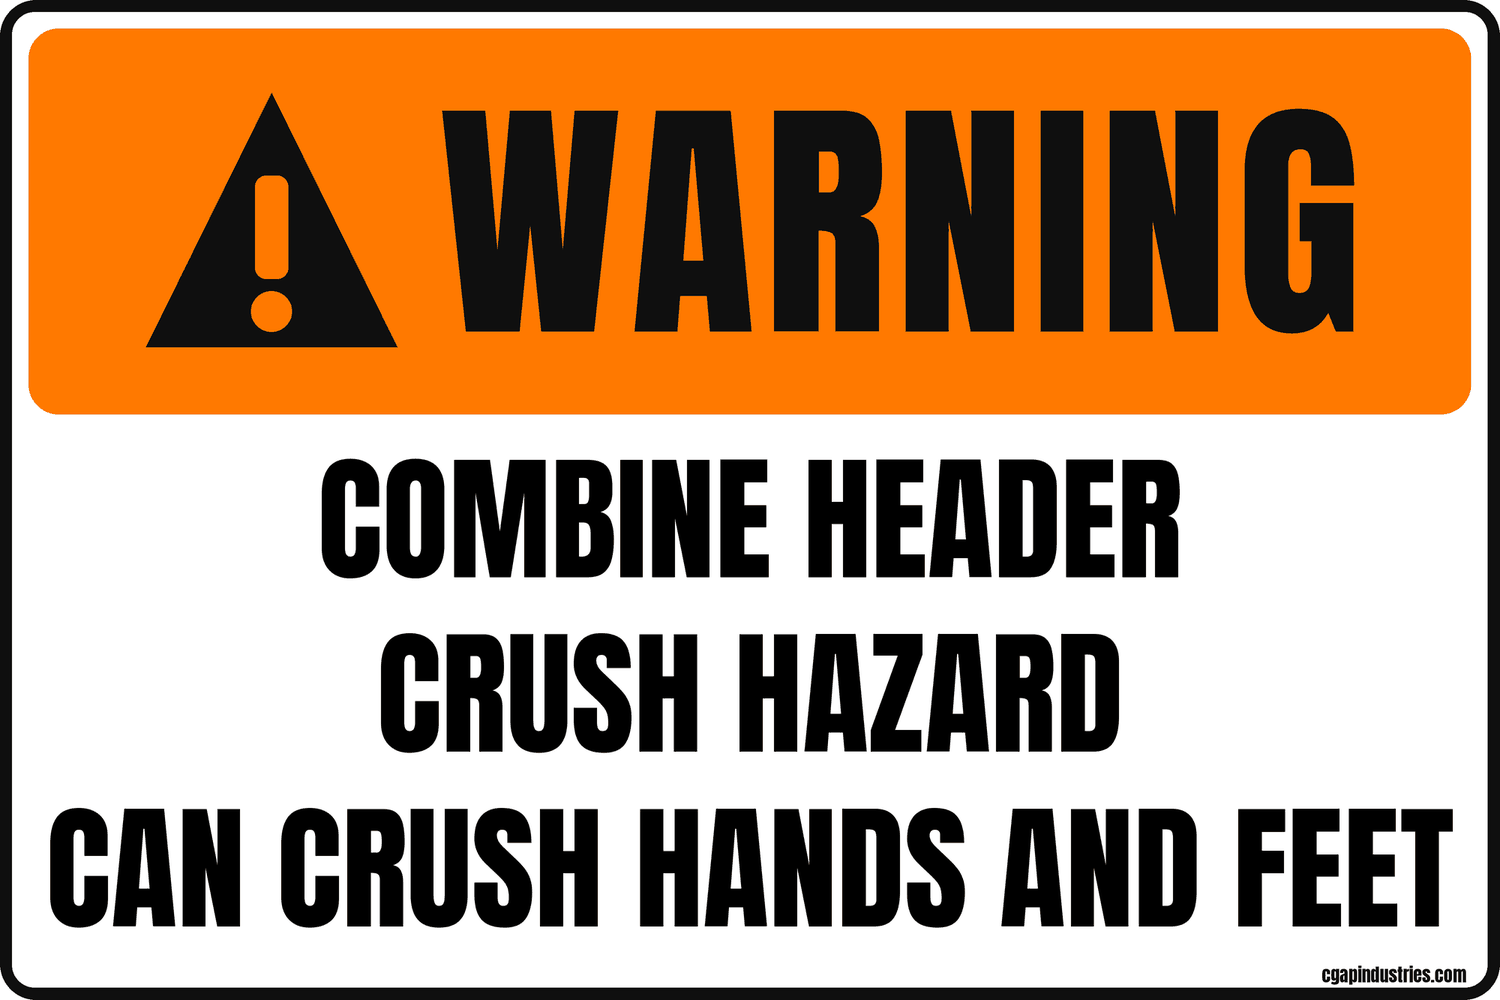 WARNING
COMBINE HEADER
CRUSH HAZARD
CAN CRUSH HANDS AND FEET
cgapindustries.com